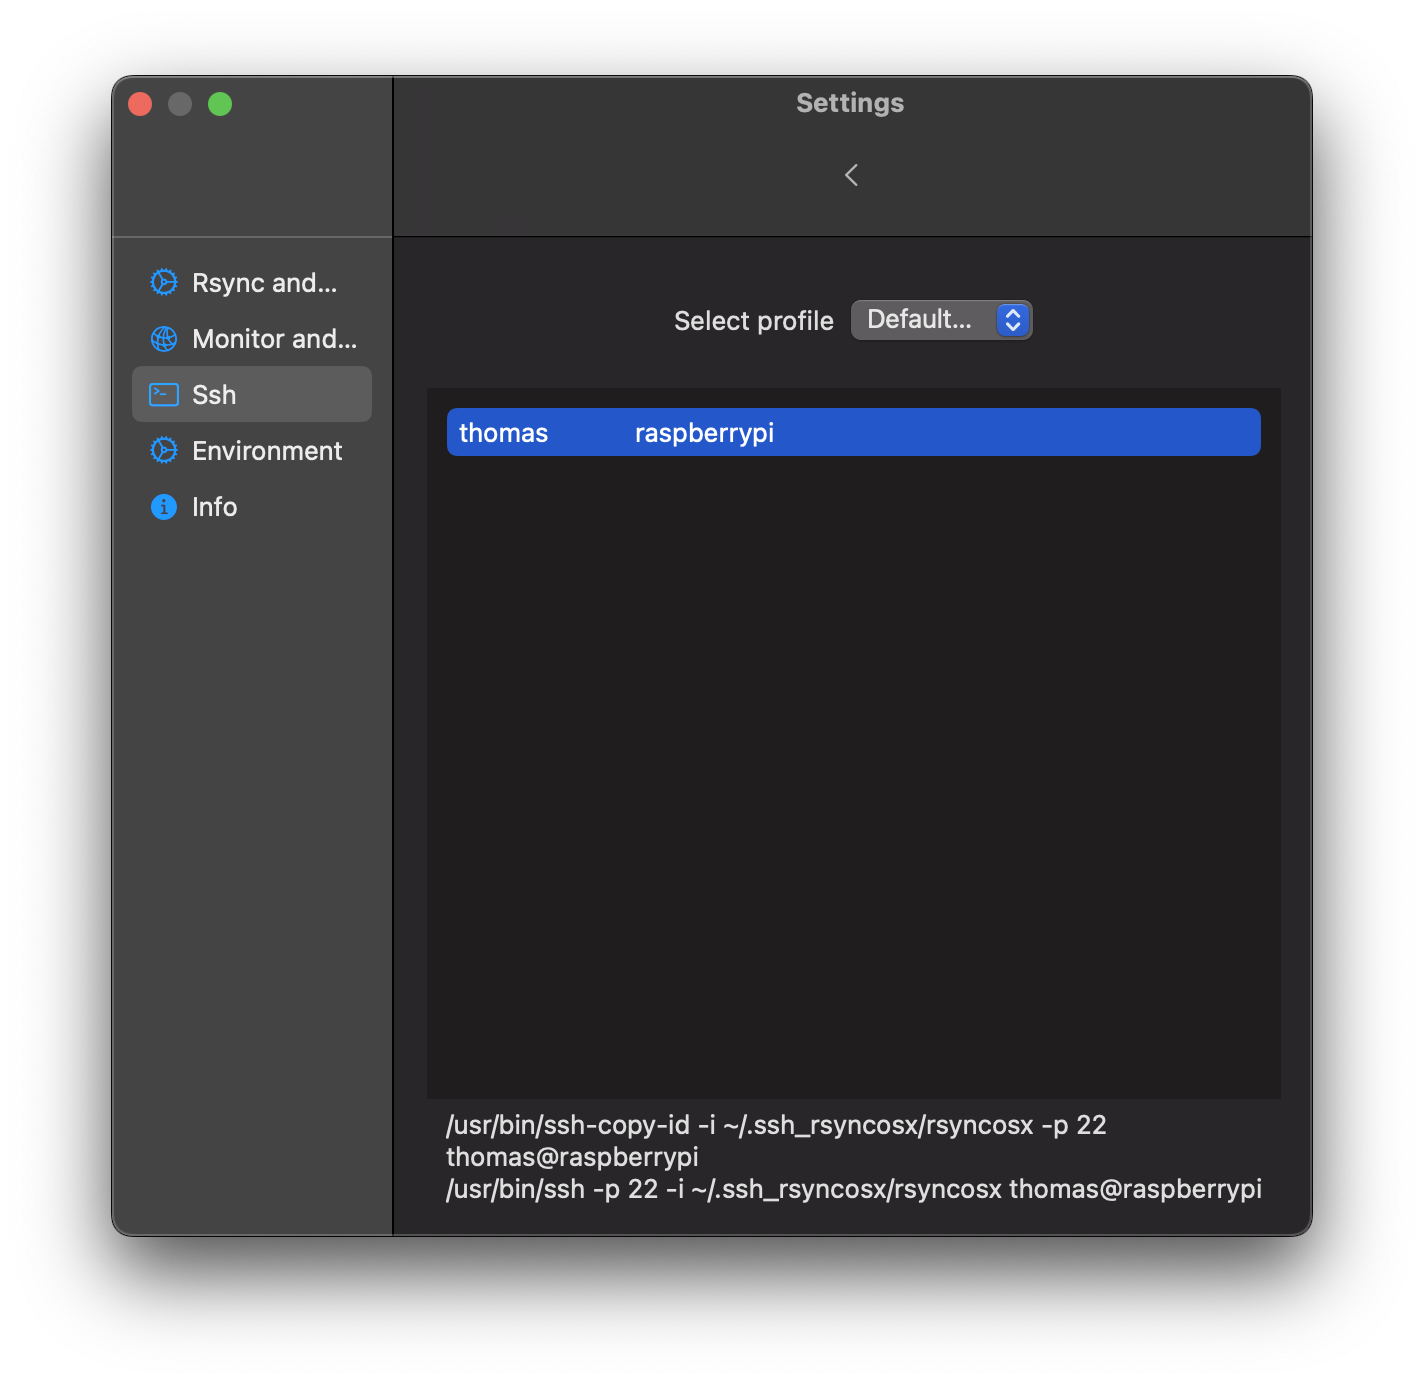 Settings
Rsync and...
Monitor and...
Ssh
Environment
Info
Select profile Default...
thomas raspberrypi
/usr/bin/ssh-copy-id -i ~/.ssh_rsyncosx/rsyncosx -p 22
thomas@raspberrypi
/usr/bin/ssh -p 22 -i ~/.ssh_rsyncosx/rsyncosx thomas@raspberrypi